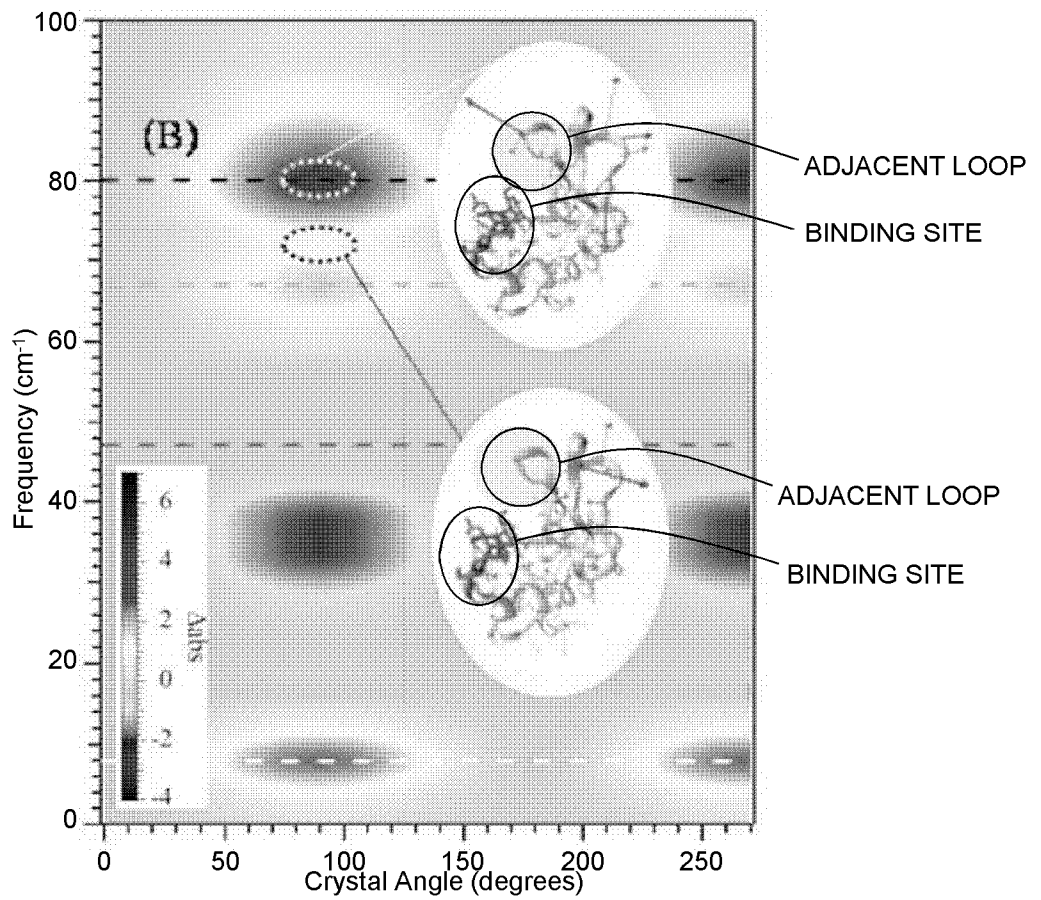 (B)
100
80
60
40
20
0
Frequency (cm-1)
ADJACENT LOOP
BINDING SITE
ADJACENT LOOP
BINDING SITE
6
4
2
0
-2
-4
Δabs
0 50 100 150 200 250
Crystal Angle (degrees)